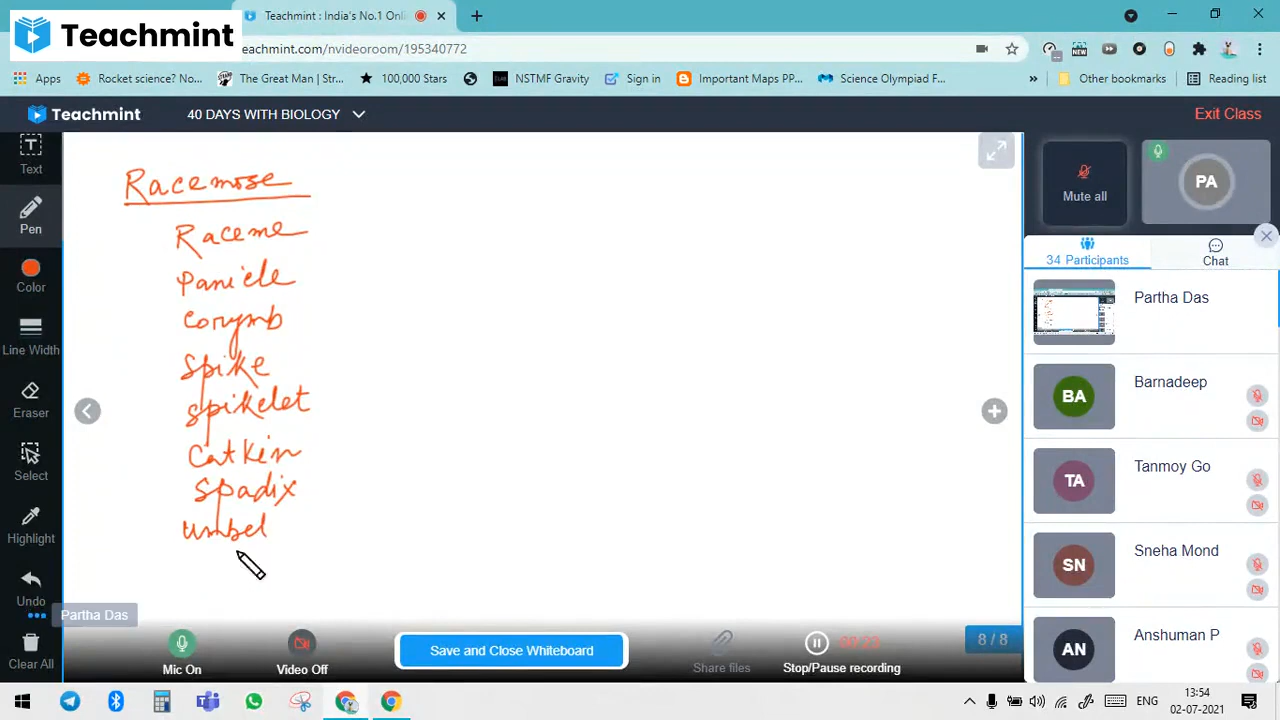 Teachmint : India's No.1 Onli
Teachmint
eachmint.com/nvideoroom/195340772
Apps
Rocket science? No...
The Great Man | Str...
100,000 Stars
NSTMF Gravity
Sign in
Important Maps PP...
Science Olympiad F...
»
Other bookmarks
Reading list
Teachmint
40 DAYS WITH BIOLOGY
Exit Class
Text
Pen
Color
Line Width
Eraser
Select
Highlight
Undo
Clear All
Racemose
Raceme
Panicle
Corymb
Spike
Spikelet
Catkin
Spadix
Umbel
Mute all
PA
34 Participants
Chat
Partha Das
BA
Barnadeep
TA
Tanmoy Go
SN
Sneha Mond
AN
Anshuman P
Partha Das
Mic On
Video Off
Save and Close Whiteboard
Share files
Stop/Pause recording
8 / 8
ENG
13:54
02-07-2021